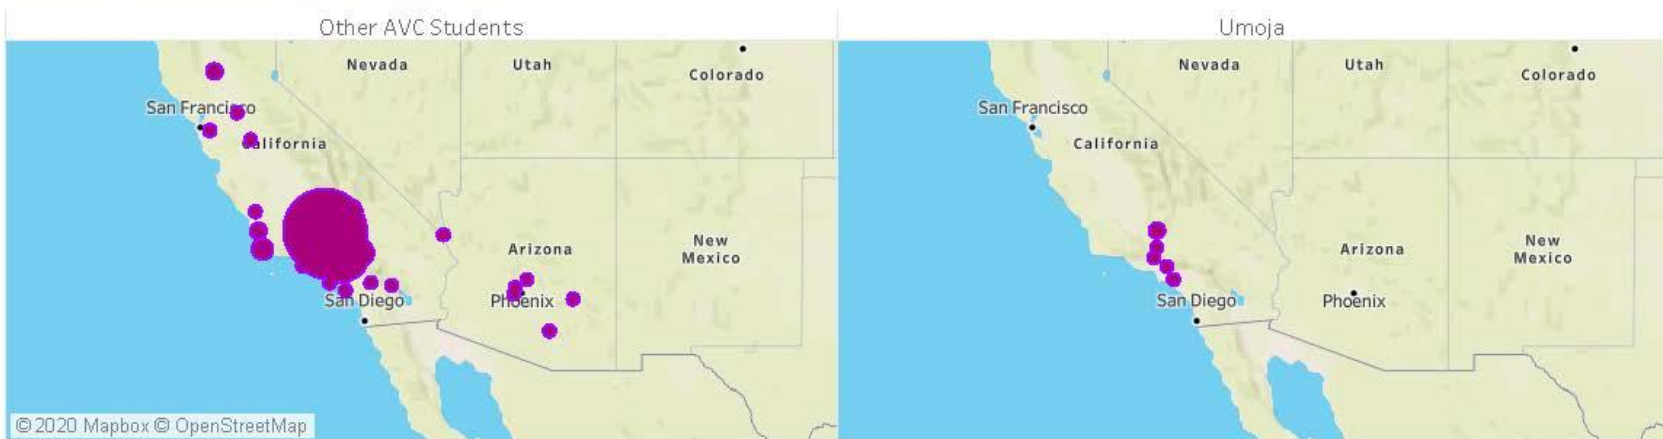 Other AVC Students
Umoja
Nevada
Utah
Colorado
San Francisco
California
Arizona
New
Mexico
San Diego
Phoenix
© 2020 Mapbox © OpenStreetMap
Nevada
Utah
Colorado
San Francisco
California
Arizona
New
Mexico
San Diego
Phoenix